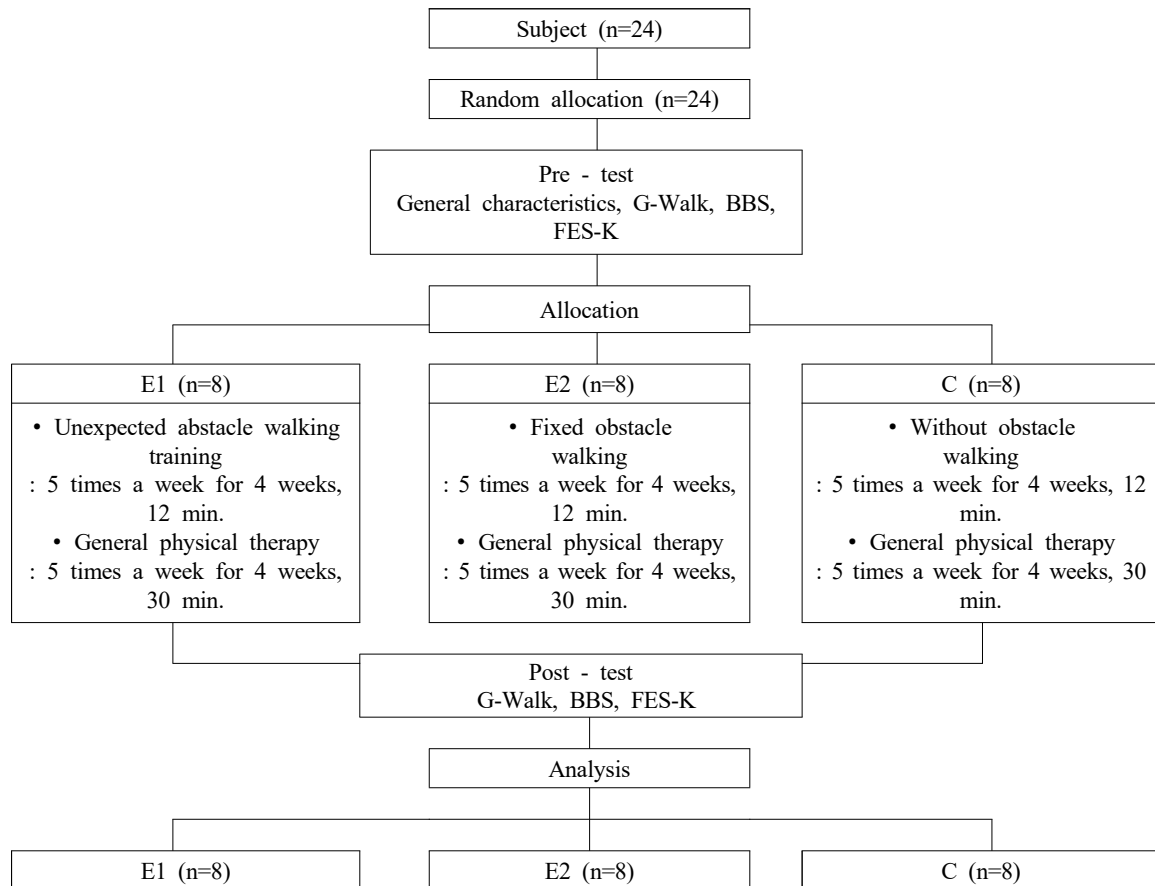 Subject (n=24)
Random allocation (n=24)
Pre - test
General characteristics, G-Walk, BBS,
FES-K
Allocation
E1 (n=8)
• Unexpected abstacle walking
training
: 5 times a week for 4 weeks,
12 min.
• General physical therapy
: 5 times a week for 4 weeks,
30 min.
E2 (n=8)
• Fixed obstacle
walking
: 5 times a week for 4 weeks,
12 min.
• General physical therapy
: 5 times a week for 4 weeks,
30 min.
C (n=8)
• Without obstacle
walking
: 5 times a week for 4 weeks, 12
min.
• General physical therapy
: 5 times a week for 4 weeks, 30
min.
Post - test
G-Walk, BBS, FES-K
Analysis
E1 (n=8)
E2 (n=8)
C (n=8)